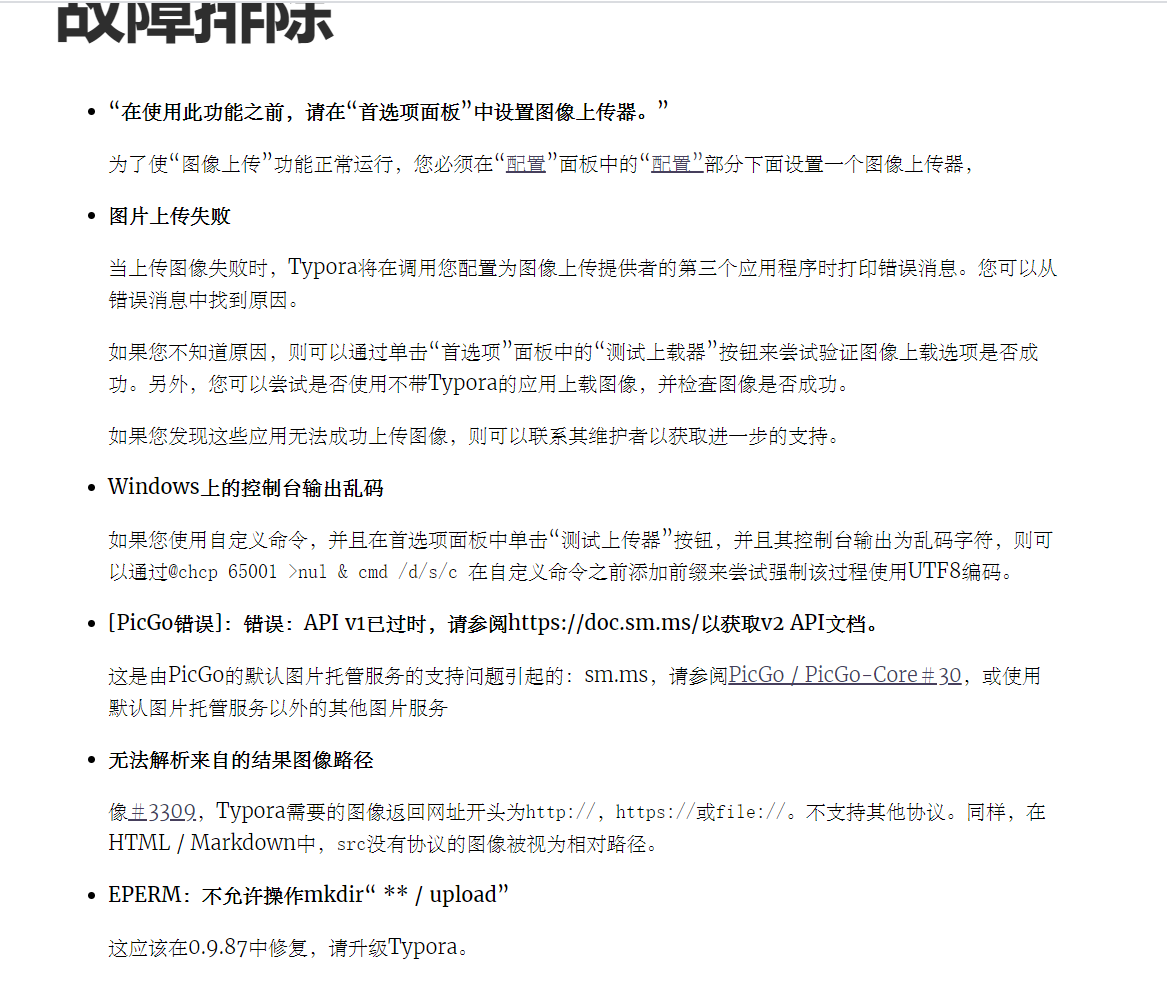 故障排除
“在使用此功能之前，请在“首选项面板”中设置图像上传器。”
为了使“图像上传”功能正常运行，您必须在“配置”面板中的“配置”部分下面设置一个图像上传器，
图片上传失败
当上传图像失败时，Typora将在调用您配置为图像上传提供者的第三个应用程序时打印错误消息。您可以从
错误消息中找到原因。
如果您不知道原因，则可以通过单击“首选项”面板中的“测试上载器”按钮来尝试验证图像上载选项是否成
功。另外，您可以尝试是否使用不带Typora的应用上载图像，并检查图像是否成功。
如果您发现这些应用无法成功上传图像，则可以联系其维护者以获取进一步的支持。
Windows上的控制台输出乱码
如果您使用自定义命令，并且在首选项面板中单击“测试上传器”按钮，并且其控制台输出为乱码字符，则可
以通过@chcp 65001 >nul & cmd /d/s/c 在自定义命令之前添加前缀来尝试强制该过程使用UTF8编码。
[PicGo错误]：错误：API v1已过时，请参阅https://doc.sm.ms/以获取v2 API文档。
这是由PicGo的默认图片托管服务的支持问题引起的：sm.ms，请参阅PicGo / PicGo-Core＃30，或使用
默认图片托管服务以外的其他图片服务
无法解析来自的结果图像路径
像＃3309，Typora需要的图像返回网址开头为http://，https://或file://。不支持其他协议。同样，在
HTML / Markdown中，src没有协议的图像被视为相对路径。
EPERM：不允许操作mkdir“ ** / upload”
这应该在0.9.87中修复，请升级Typora。